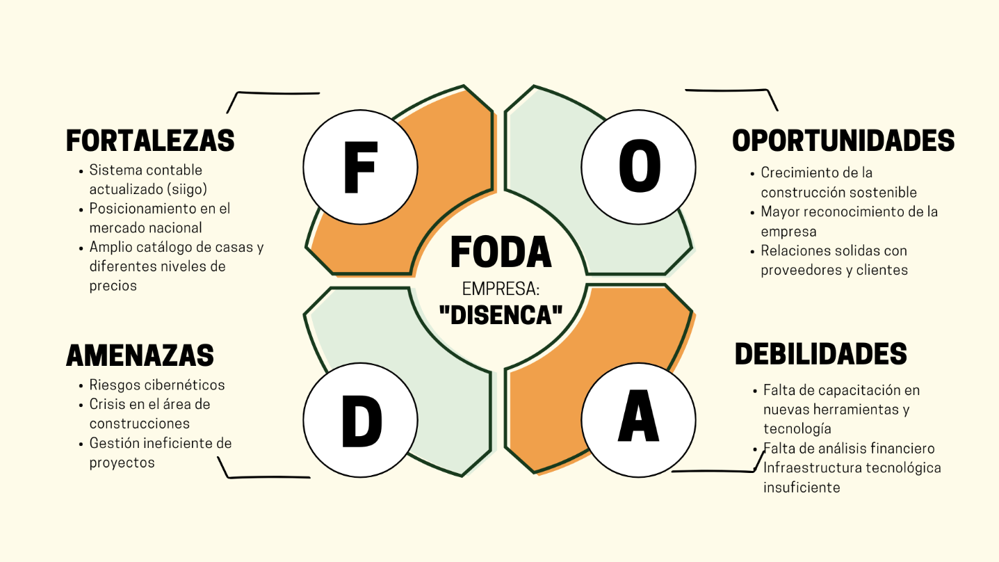 FORTALEZAS
• Sistema contable
actualizado (siigo)
• Posicionamiento en el
mercado nacional
• Amplio catálogo de casas y
diferentes niveles de
precios
F
O
OPORTUNIDADES
• Crecimiento de la
construcción sostenible
• Mayor reconocimiento de la
empresa
• Relaciones solidas con
proveedores y clientes
FODA
EMPRESA:
"DISENCA"
AMENAZAS
• Riesgos cibernéticos
• Crisis en el área de
construcciones
• Gestión ineficiente de
proyectos
D
A
DEBILIDADES
• Falta de capacitación en
nuevas herramientas y
tecnología
• Falta de análisis financiero
• Infraestructura tecnológica
insuficiente